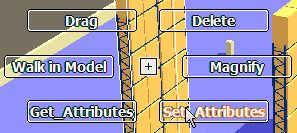 Drag
Delete
Walk in Model
Magnify
Get_Attributes
Set_Attributes